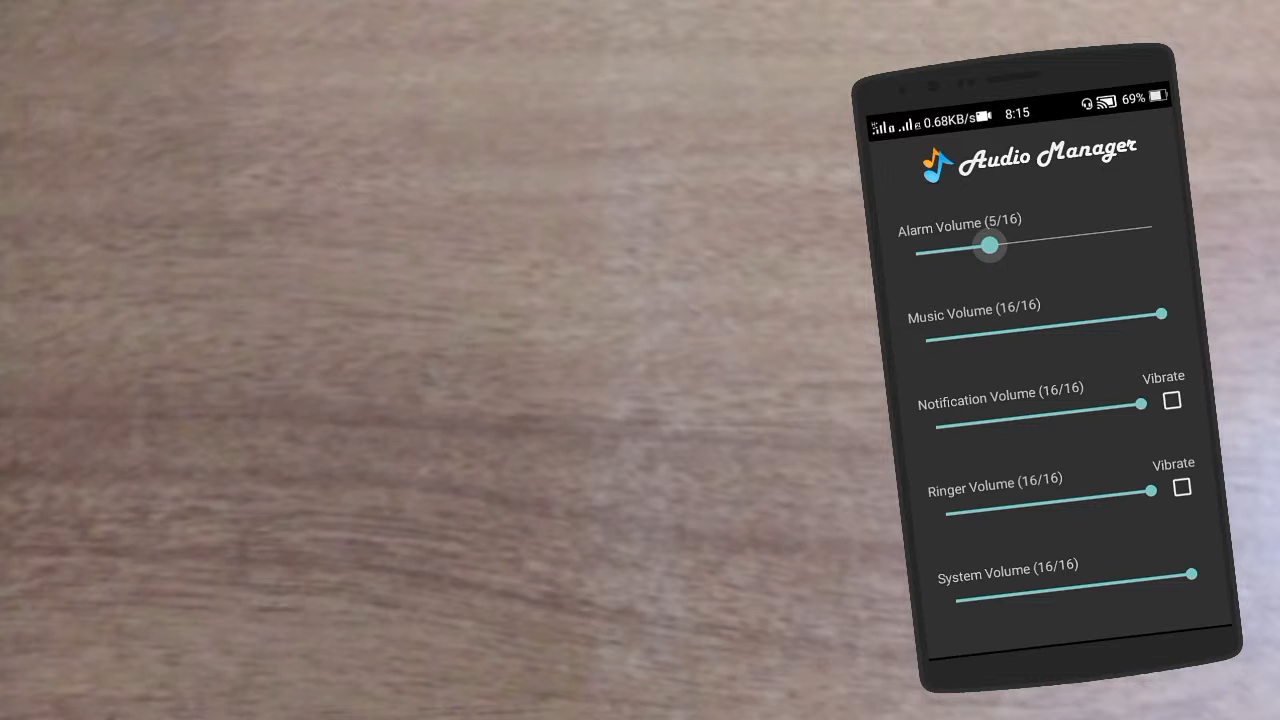 0.68KB/s 8:15 69%
Audio Manager
Alarm Volume (5/16)
Music Volume (16/16)
Notification Volume (16/16)
Vibrate
Ringer Volume (16/16)
Vibrate
System Volume (16/16)